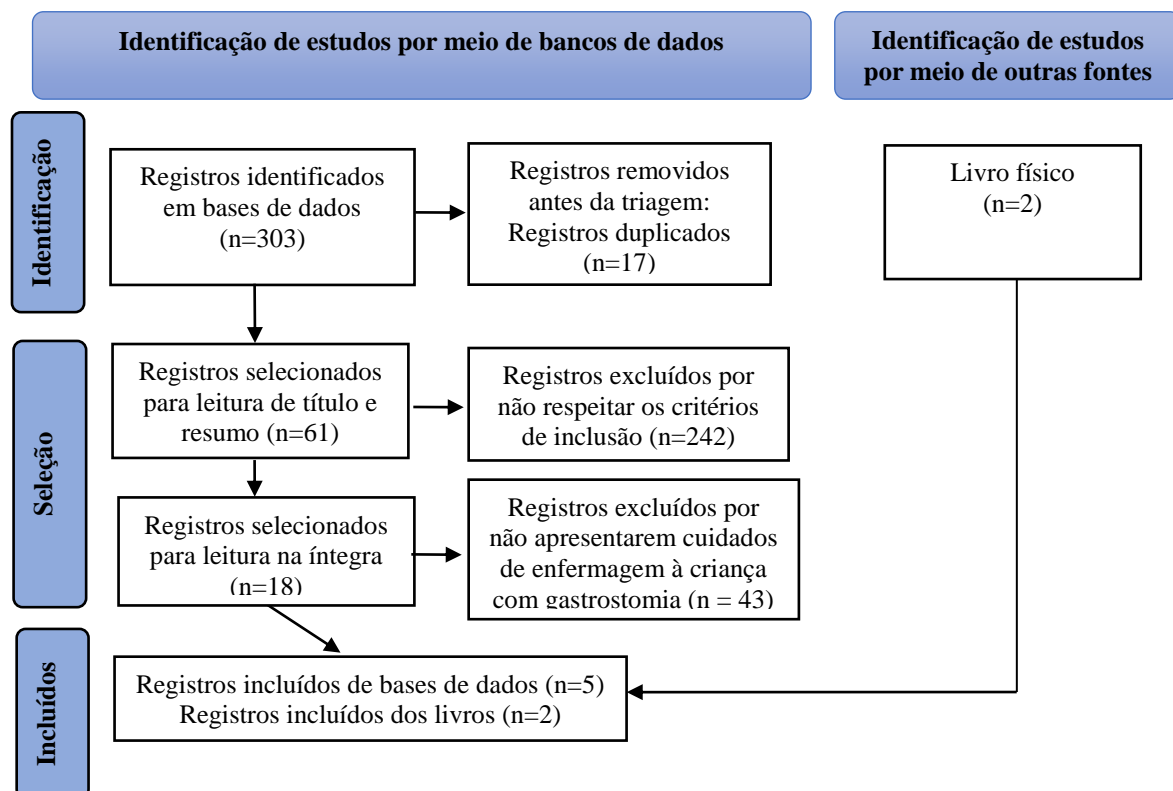 Identificação de estudos por meio de bancos de dados
Identificação de estudos
por meio de outras fontes
Identificação
Registros identificados
em bases de dados
(n=303)
Registros removidos
antes da triagem:
Registros duplicados
(n=17)
Livro físico
(n=2)
Seleção
Registros selecionados
para leitura de título e
resumo (n=61)
Registros excluídos por
não respeitar os critérios
de inclusão (n=242)
Registros selecionados
para leitura na íntegra
(n=18)
Registros excluídos por
não apresentarem cuidados
de enfermagem à criança
com gastrostomia (n = 43)
Incluídos
Registros incluídos de bases de dados (n=5)
Registros incluídos dos livros (n=2)